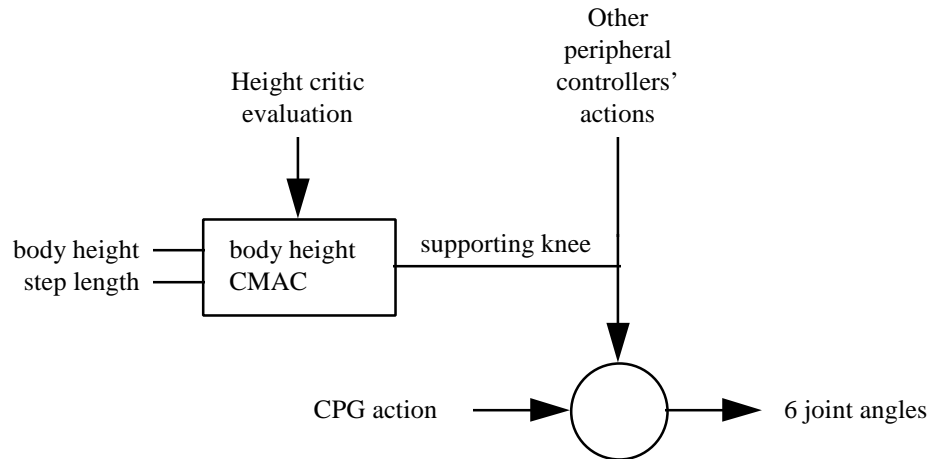 Other
peripheral
controllers’
actions
Height critic
evaluation
body height
step length
body height
CMAC
supporting knee
CPG action
6 joint angles